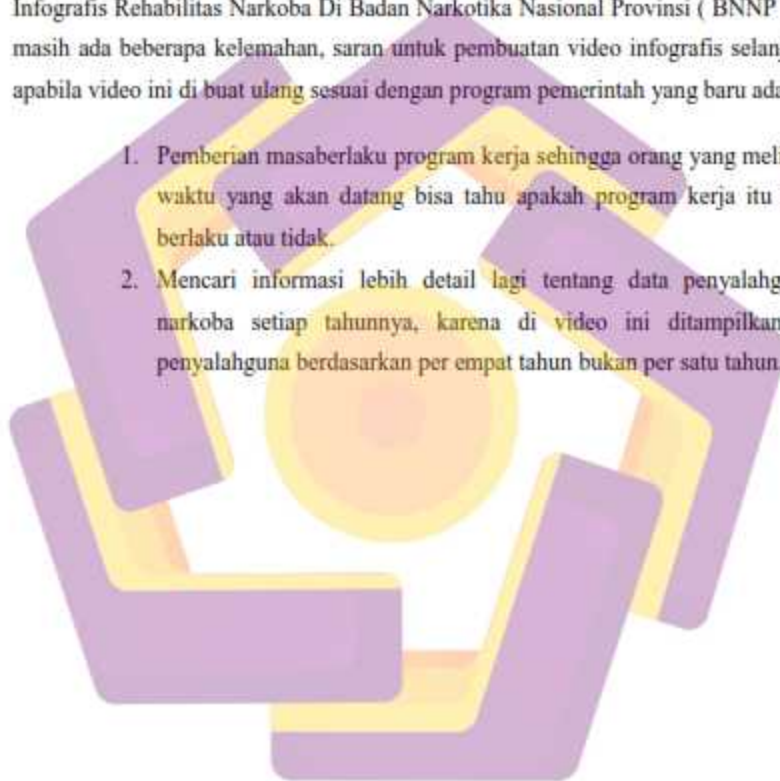 Infografis Rehabilitas Narkoba Di Badan Narkotika Nasional Provinsi ( BNNP
masih ada beberapa kelemahan, saran untuk pembuatan video infografis selan
apabila video ini di buat ulang sesuai dengan program pemerintah yang baru ada
1. Pemberian masaberlaku program kerja sehingga orang yang meli
waktu yang akan datang bisa tahu apakah program kerja itu
berlaku atau tidak.
2. Mencari informasi lebih detail lagi tentang data penyalahg
narkoba setiap tahunnya, karena di video ini ditampilkan
penyalahguna berdasarkan per empat tahun bukan per satu tahun.